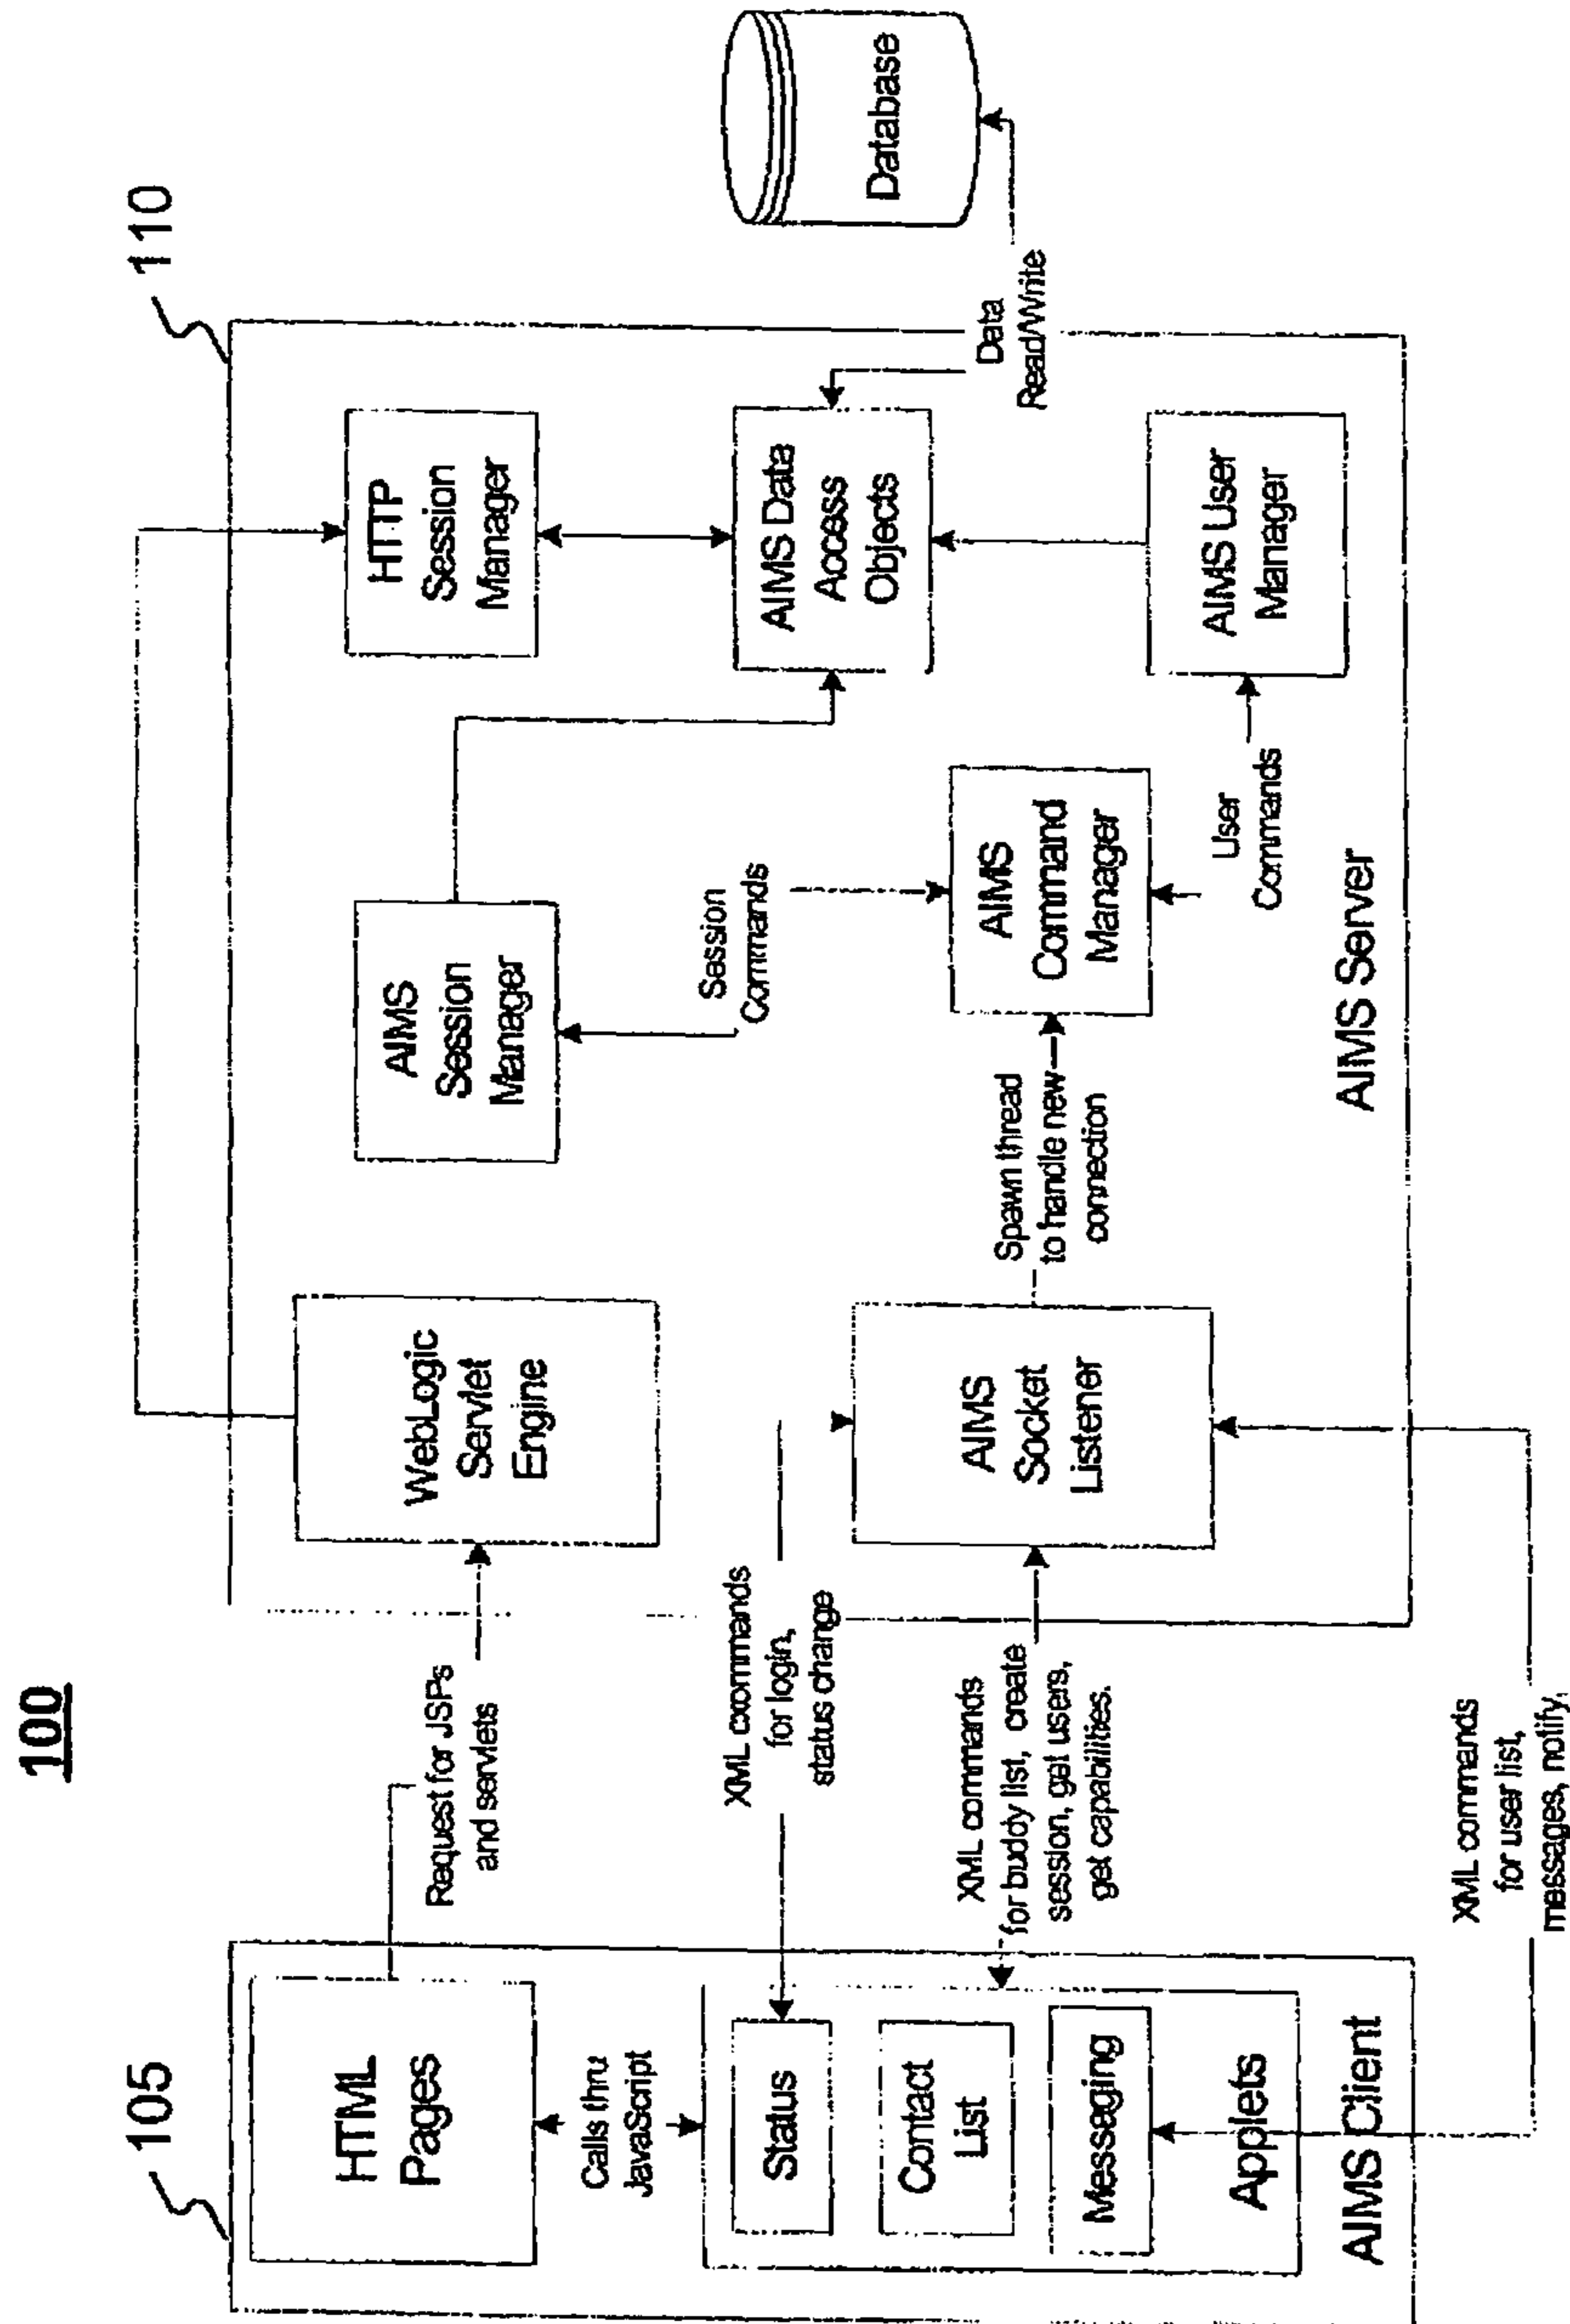 100
105
110
HTML
Pages
Calls thru
JavaScript
Status
Contact
List
Messaging
Applets
AIMS Client
Request for JSPs
and servlets
XML commands
for login,
status change
XML commands
for buddy list, create
session, get users,
get capabilities.
XML commands
for user list,
messages, notify,
WebLogic
Servlet
Engine
AIMS
Socket
Listener
Spawn thread
to handle new
connection
AIMS
Session
Manager
Session
Commands
AIMS
Command
Manager
User
Commands
HTTP
Session
Manager
AIMS Data
Access
Objects
AIMS User
Manager
AIMS Server
Data
Read/Write
Database